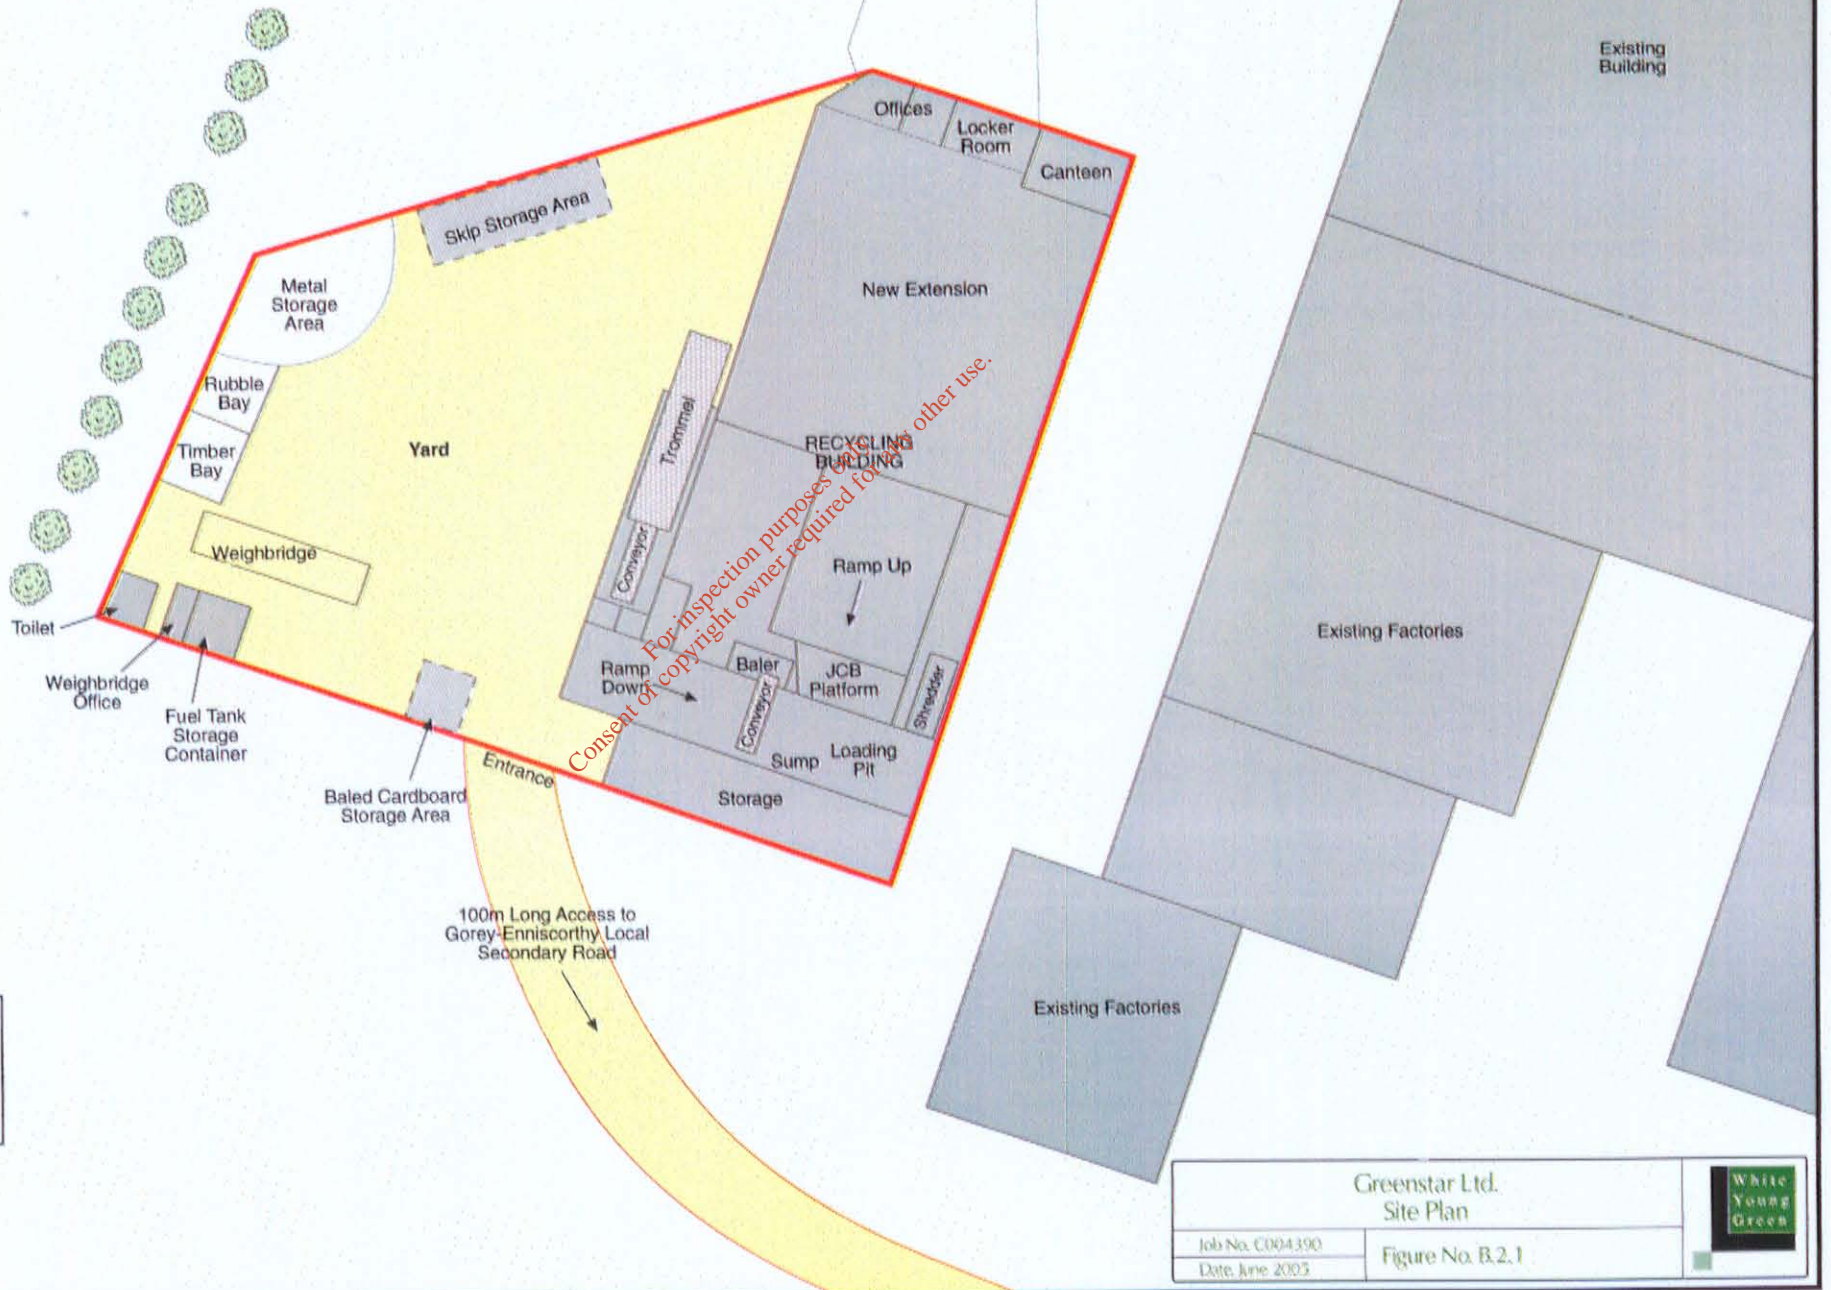 Existing
Building
Offices
Locker
Room
Canteen
Skip Storage Area
New Extension
Metal
Storage
Area
Rubble
Bay
Timber
Bay
Yard
Trommel
RECYCLING
BUILDING
Weighbridge
Conveyor
Ramp Up
Toilet
Weighbridge
Office
Fuel Tank
Storage
Container
Ramp
Down
Baler
JCB
Platform
Conveyor
Shredder
Existing Factories
Sump
Loading
Pit
Storage
Entrance
Baled Cardboard
Storage Area
For inspection purposes only.
Consent of copyright owner required for any other use.
100m Long Access to
Gorey-Enniscorthy Local
Secondary Road
Existing Factories
Greenstar Ltd.
Site Plan
Job No. C004390
Date. June 2005
Figure No. B.2.1
White
Young
Green